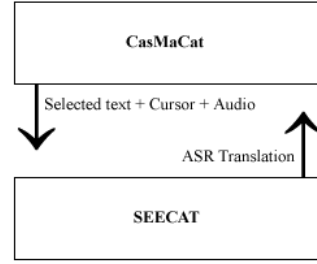 CasMaCat
Selected text + Cursor + Audio
ASR Translation
SEECAT